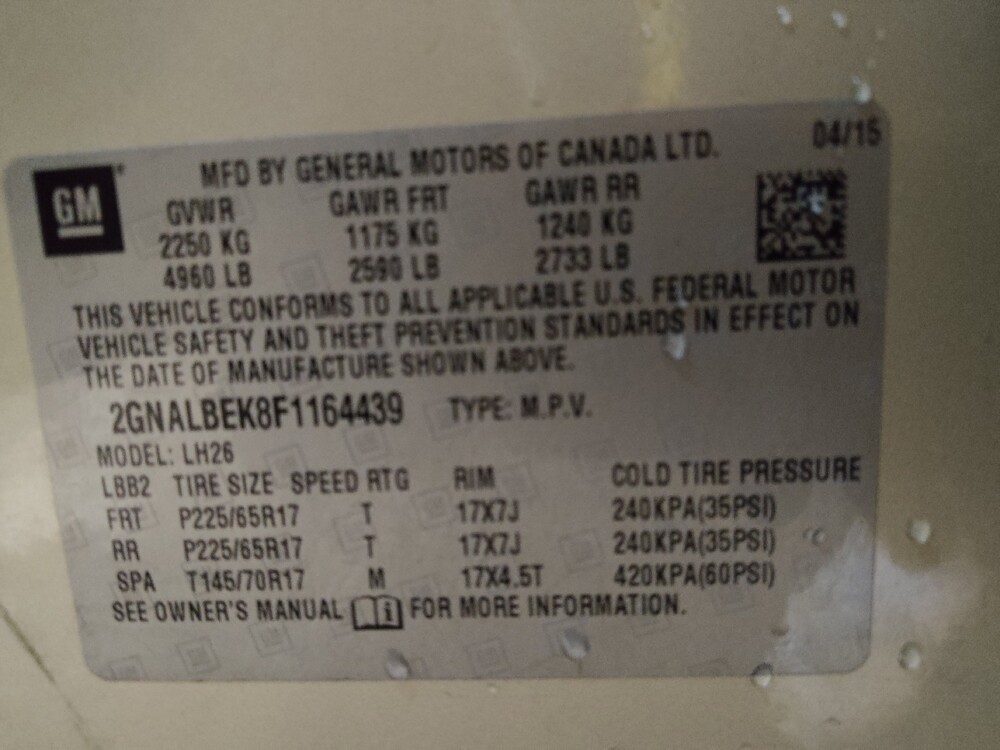 04/15
GM
MFD BY GENERAL MOTORS OF CANADA LTD.
GVWR GAWR FRT GAWR RR
2250 KG 1175 KG 1240 KG
4960 LB 2590 LB 2733 LB
THIS VEHICLE CONFORMS TO ALL APPLICABLE U.S. FEDERAL MOTOR
VEHICLE SAFETY AND THEFT PREVENTION STANDARDS IN EFFECT ON
THE DATE OF MANUFACTURE SHOWN ABOVE.
2GNALBEK8F1164439 TYPE: M.P.V.
MODEL: LH26
LBB2 TIRE SIZE SPEED RTG RIM COLD TIRE PRESSURE
FRT P225/65R17 T 17X7J 240KPA(35PSI)
RR P225/65R17 T 17X7J 240KPA(35PSI)
SPA T145/70R17 M 17X4.5T 420KPA(60PSI)
SEE OWNER'S MANUAL i FOR MORE INFORMATION.